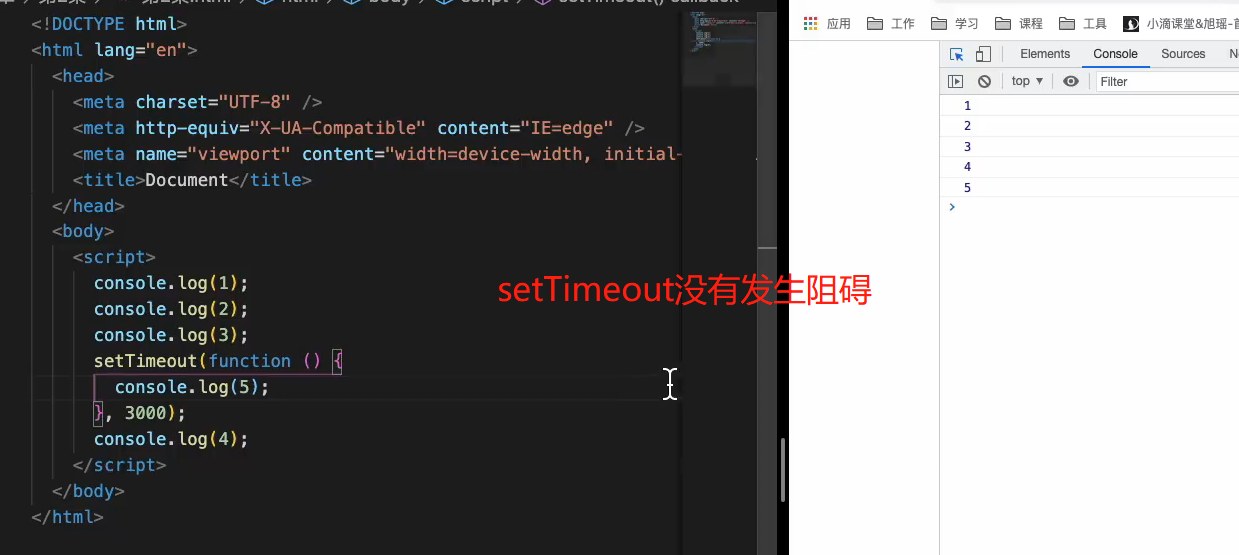 第2集.html > html > body > script > setTimeout() callback
<!DOCTYPE html>
<html lang="en">
<head>
<meta charset="UTF-8" />
<meta http-equiv="X-UA-Compatible" content="IE=edge" />
<meta name="viewport" content="width=device-width, initial-
<title>Document</title>
</head>
<body>
<script>
console.log(1);
console.log(2);
console.log(3);
setTimeout(function () {
console.log(5);
}, 3000);
console.log(4);
</script>
</body>
</html>
setTimeout没有发生阻碍
应用 工作 学习 课程 工具 小滴课堂&旭瑶-
Elements Console Sources
top Filter
1
2
3
4
5